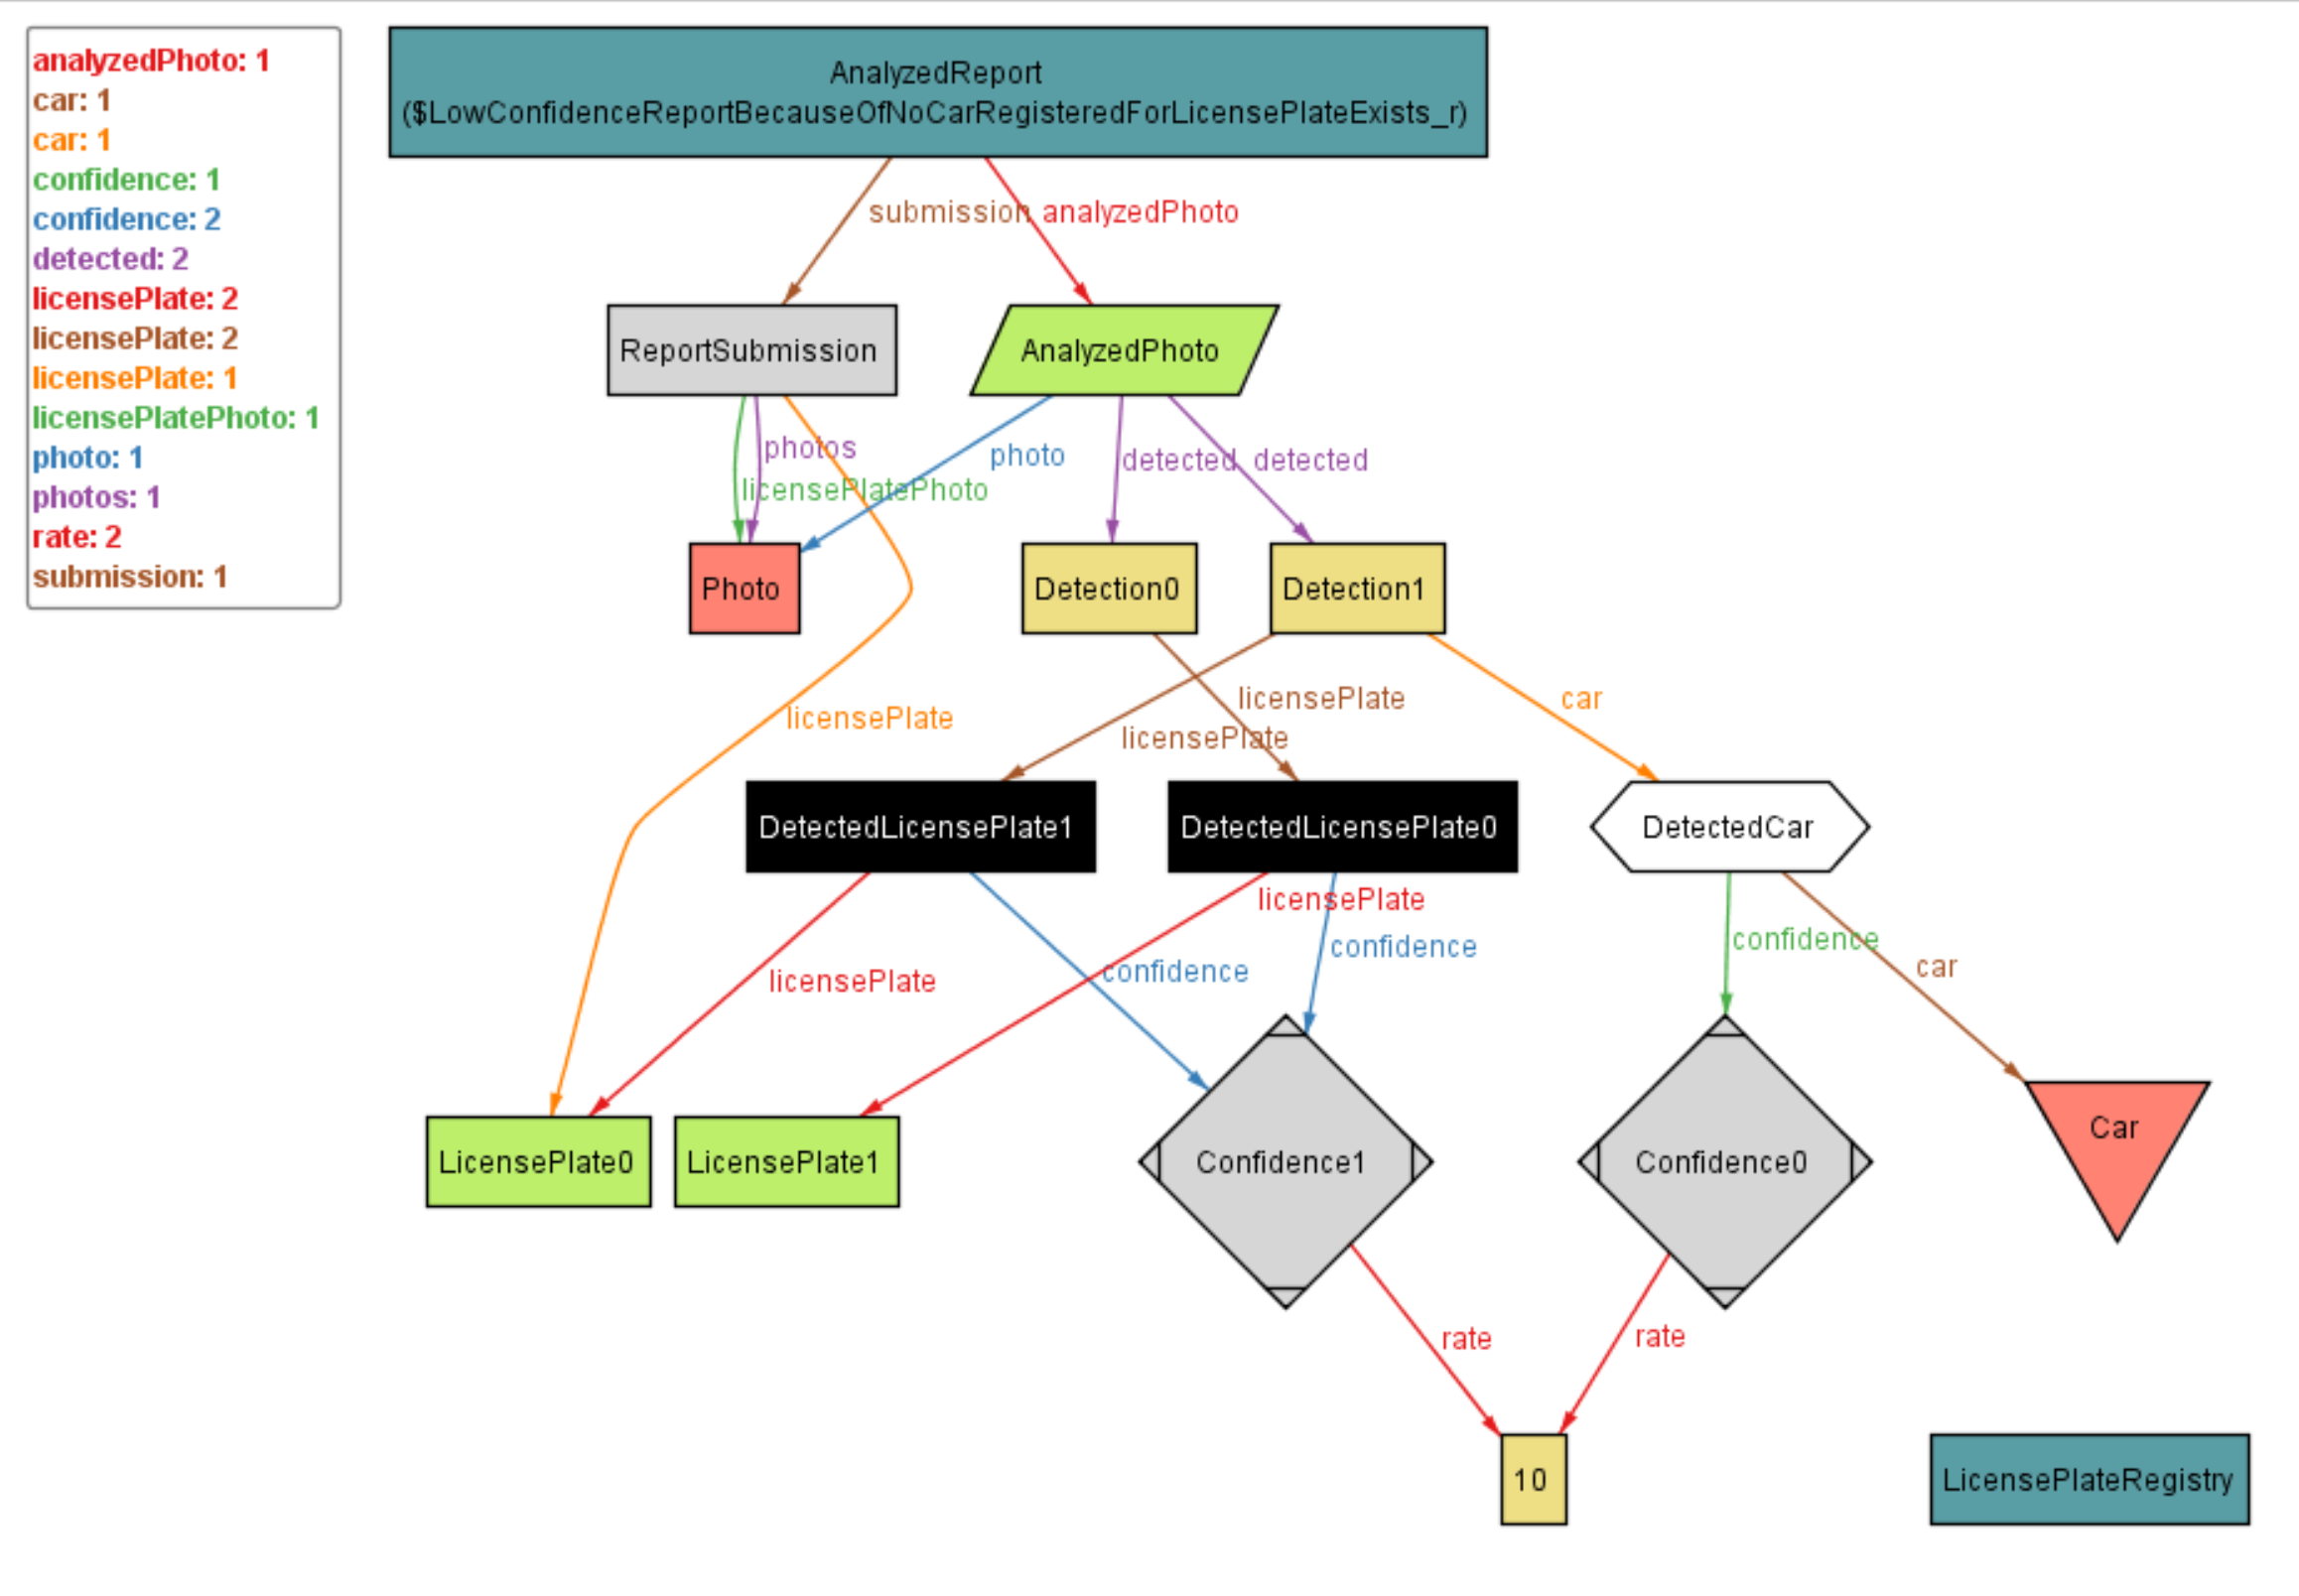 analyzedPhoto: 1
car: 1
car: 1
confidence: 1
confidence: 2
detected: 2
licensePlate: 2
licensePlate: 2
licensePlate: 1
licensePlatePhoto: 1
photo: 1
photos: 1
rate: 2
submission: 1
AnalyzedReport
($LowConfidenceReportBecauseOfNoCarRegisteredForLicensePlateExists_r)
submission
analyzedPhoto
ReportSubmission
AnalyzedPhoto
photos
photo
detected
detected
licensePlatePhoto
Photo
Detection0
Detection1
licensePlate
car
licensePlate
licensePlate
DetectedLicensePlate1
DetectedLicensePlate0
DetectedCar
licensePlate
confidence
confidence
car
confidence
licensePlate
LicensePlate0
LicensePlate1
Confidence1
Confidence0
Car
rate
rate
10
LicensePlateRegistry